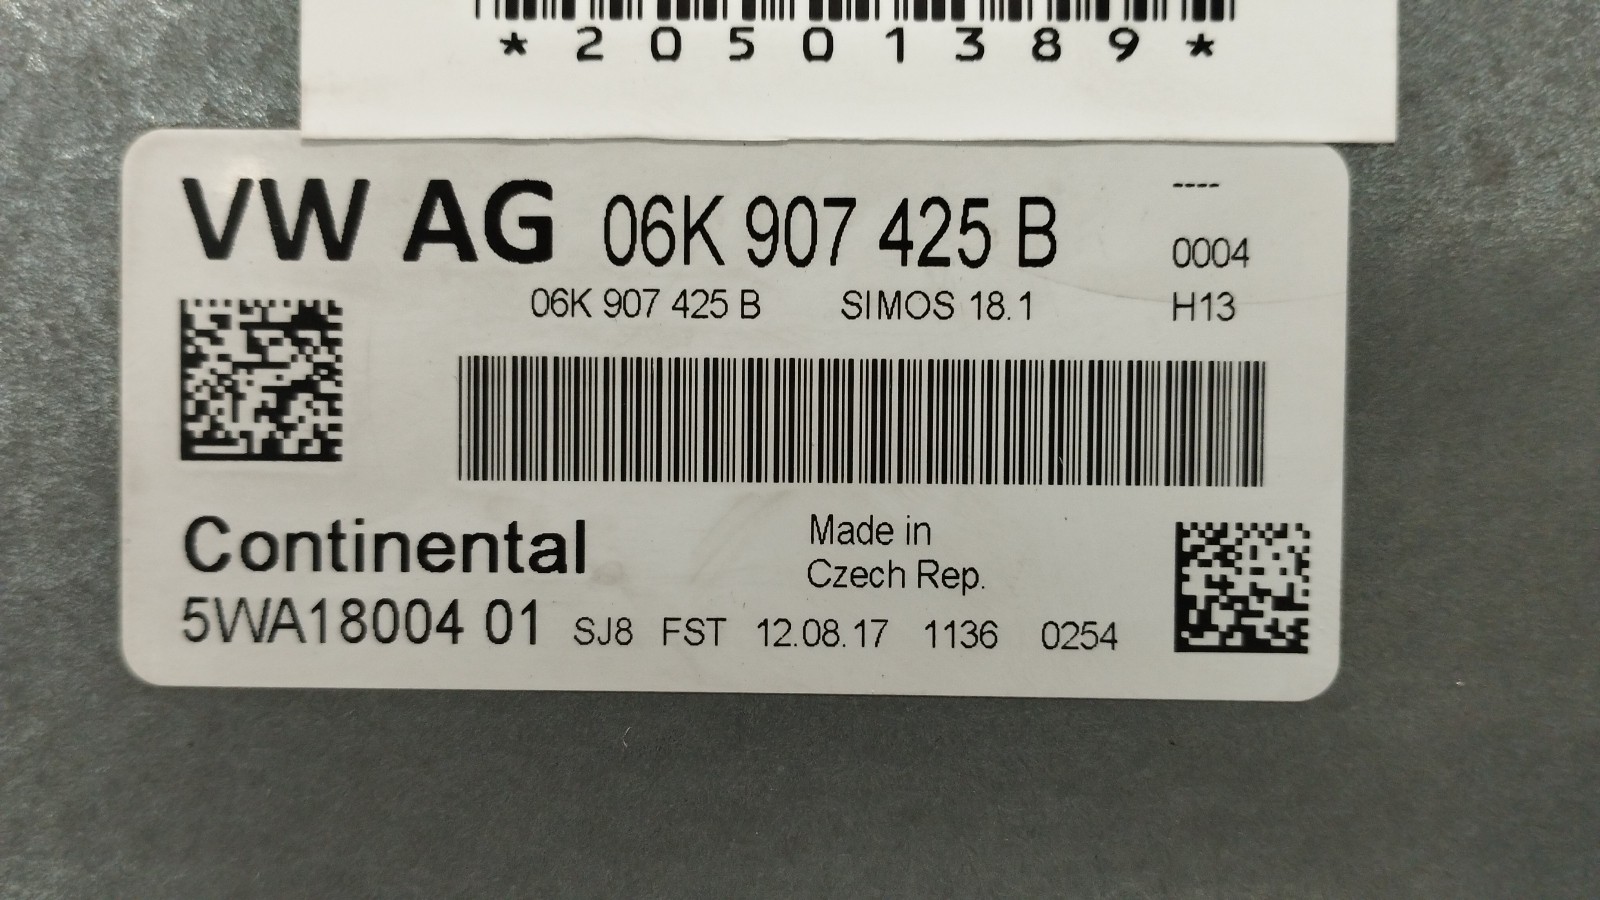 *20501389*
VW AG 06K 907 425 B ----
0004
06K 907 425 B SIMOS 18.1 H13
Continental
Made in
Czech Rep.
5WA18004 01 SJ8 FST 12.08.17 1136 0254